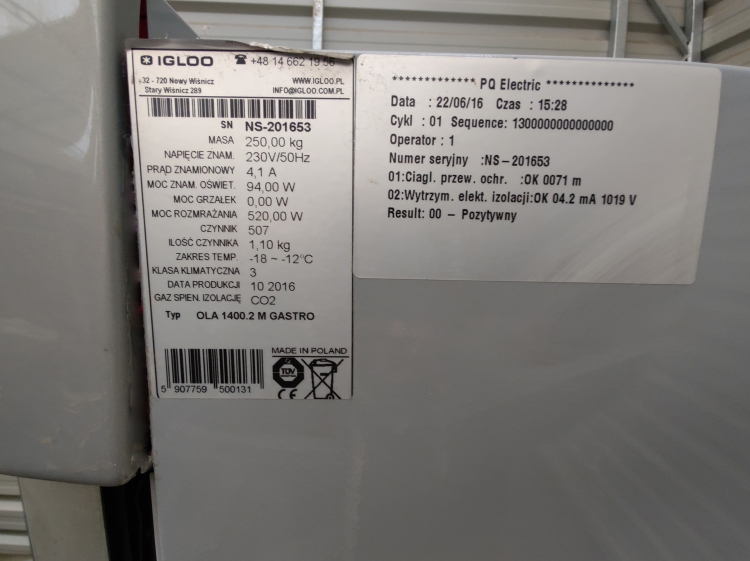 IGLOO ☎ +48 14 662 19 56
32 - 720 Nowy Wiśnicz WWW.IGLOO.PL
Stary Wiśnicz 289 INFO@IGLOO.COM.PL
SN NS-201653
MASA 250,00 kg
NAPIĘCIE ZNAM. 230V/50Hz
PRĄD ZNAMIONOWY 4,1 A
MOC ZNAM. OŚWIET. 94,00 W
MOC GRZAŁEK 0,00 W
MOC ROZMRAŻANIA 520,00 W
CZYNNIK 507
ILOŚĆ CZYNNIKA 1,10 kg
ZAKRES TEMP. -18 ~ -12°C
KLASA KLIMATYCZNA 3
DATA PRODUKCJI 10 2016
GAZ SPIEN. IZOLACJĘ CO2
Typ OLA 1400.2 M GASTRO
MADE IN POLAND
TÜV
CE
5 907759 500131
************* PQ Electric **************
Data : 22/06/16 Czas : 15:28
Cykl : 01 Sequence: 1300000000000000
Operator : 1
Numer seryjny :NS-201653
01:Ciagl. przew. ochr. :OK 0071 m
02:Wytrzym. elekt. izolacji:OK 04.2 mA 1019 V
Result: 00 - Pozytywny